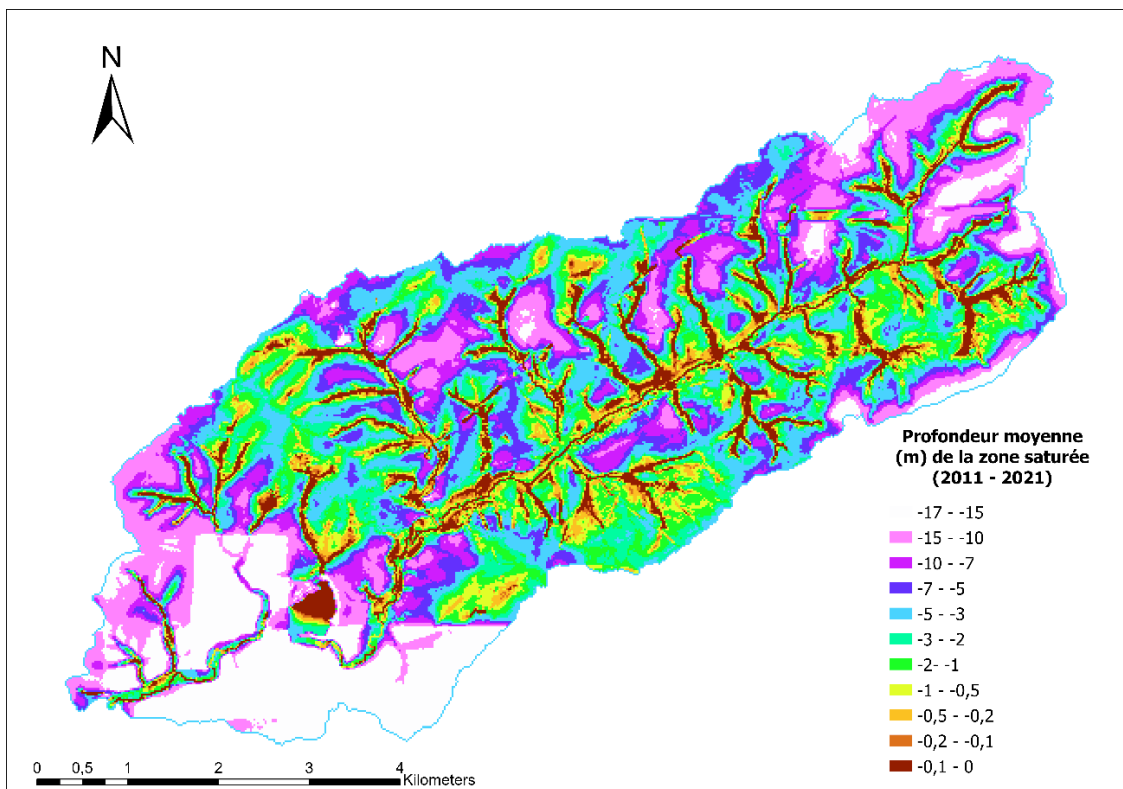 N
Profondeur moyenne
(m) de la zone saturée
(2011 - 2021)
-17 - -15
-15 - -10
-10 - -7
-7 - -5
-5 - -3
-3 - -2
-2- -1
-1 - -0,5
-0,5 - -0,2
-0,2 - -0,1
-0,1 - 0
0 0,5 1 2 3 4
Kilometers